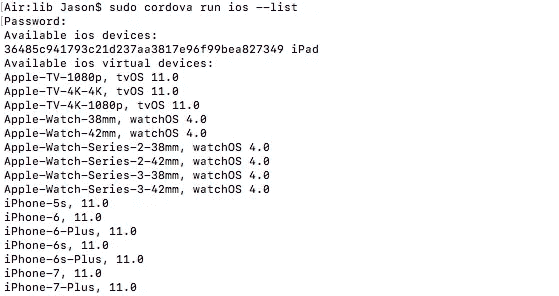 [Air:lib Jason$ sudo cordova run ios --list
[Password:
Available ios devices:
36485c941793c21d237aa3817e96f99bea827349 iPad
Available ios virtual devices:
Apple-TV-1080p, tvOS 11.0
Apple-TV-4K-4K, tvOS 11.0
Apple-TV-4K-1080p, tvOS 11.0
Apple-Watch-38mm, watchOS 4.0
Apple-Watch-42mm, watchOS 4.0
Apple-Watch-Series-2-38mm, watchOS 4.0
Apple-Watch-Series-2-42mm, watchOS 4.0
Apple-Watch-Series-3-38mm, watchOS 4.0
Apple-Watch-Series-3-42mm, watchOS 4.0
iPhone-5s, 11.0
iPhone-6, 11.0
iPhone-6-Plus, 11.0
iPhone-6s, 11.0
iPhone-6s-Plus, 11.0
iPhone-7, 11.0
iPhone-7-Plus, 11.0